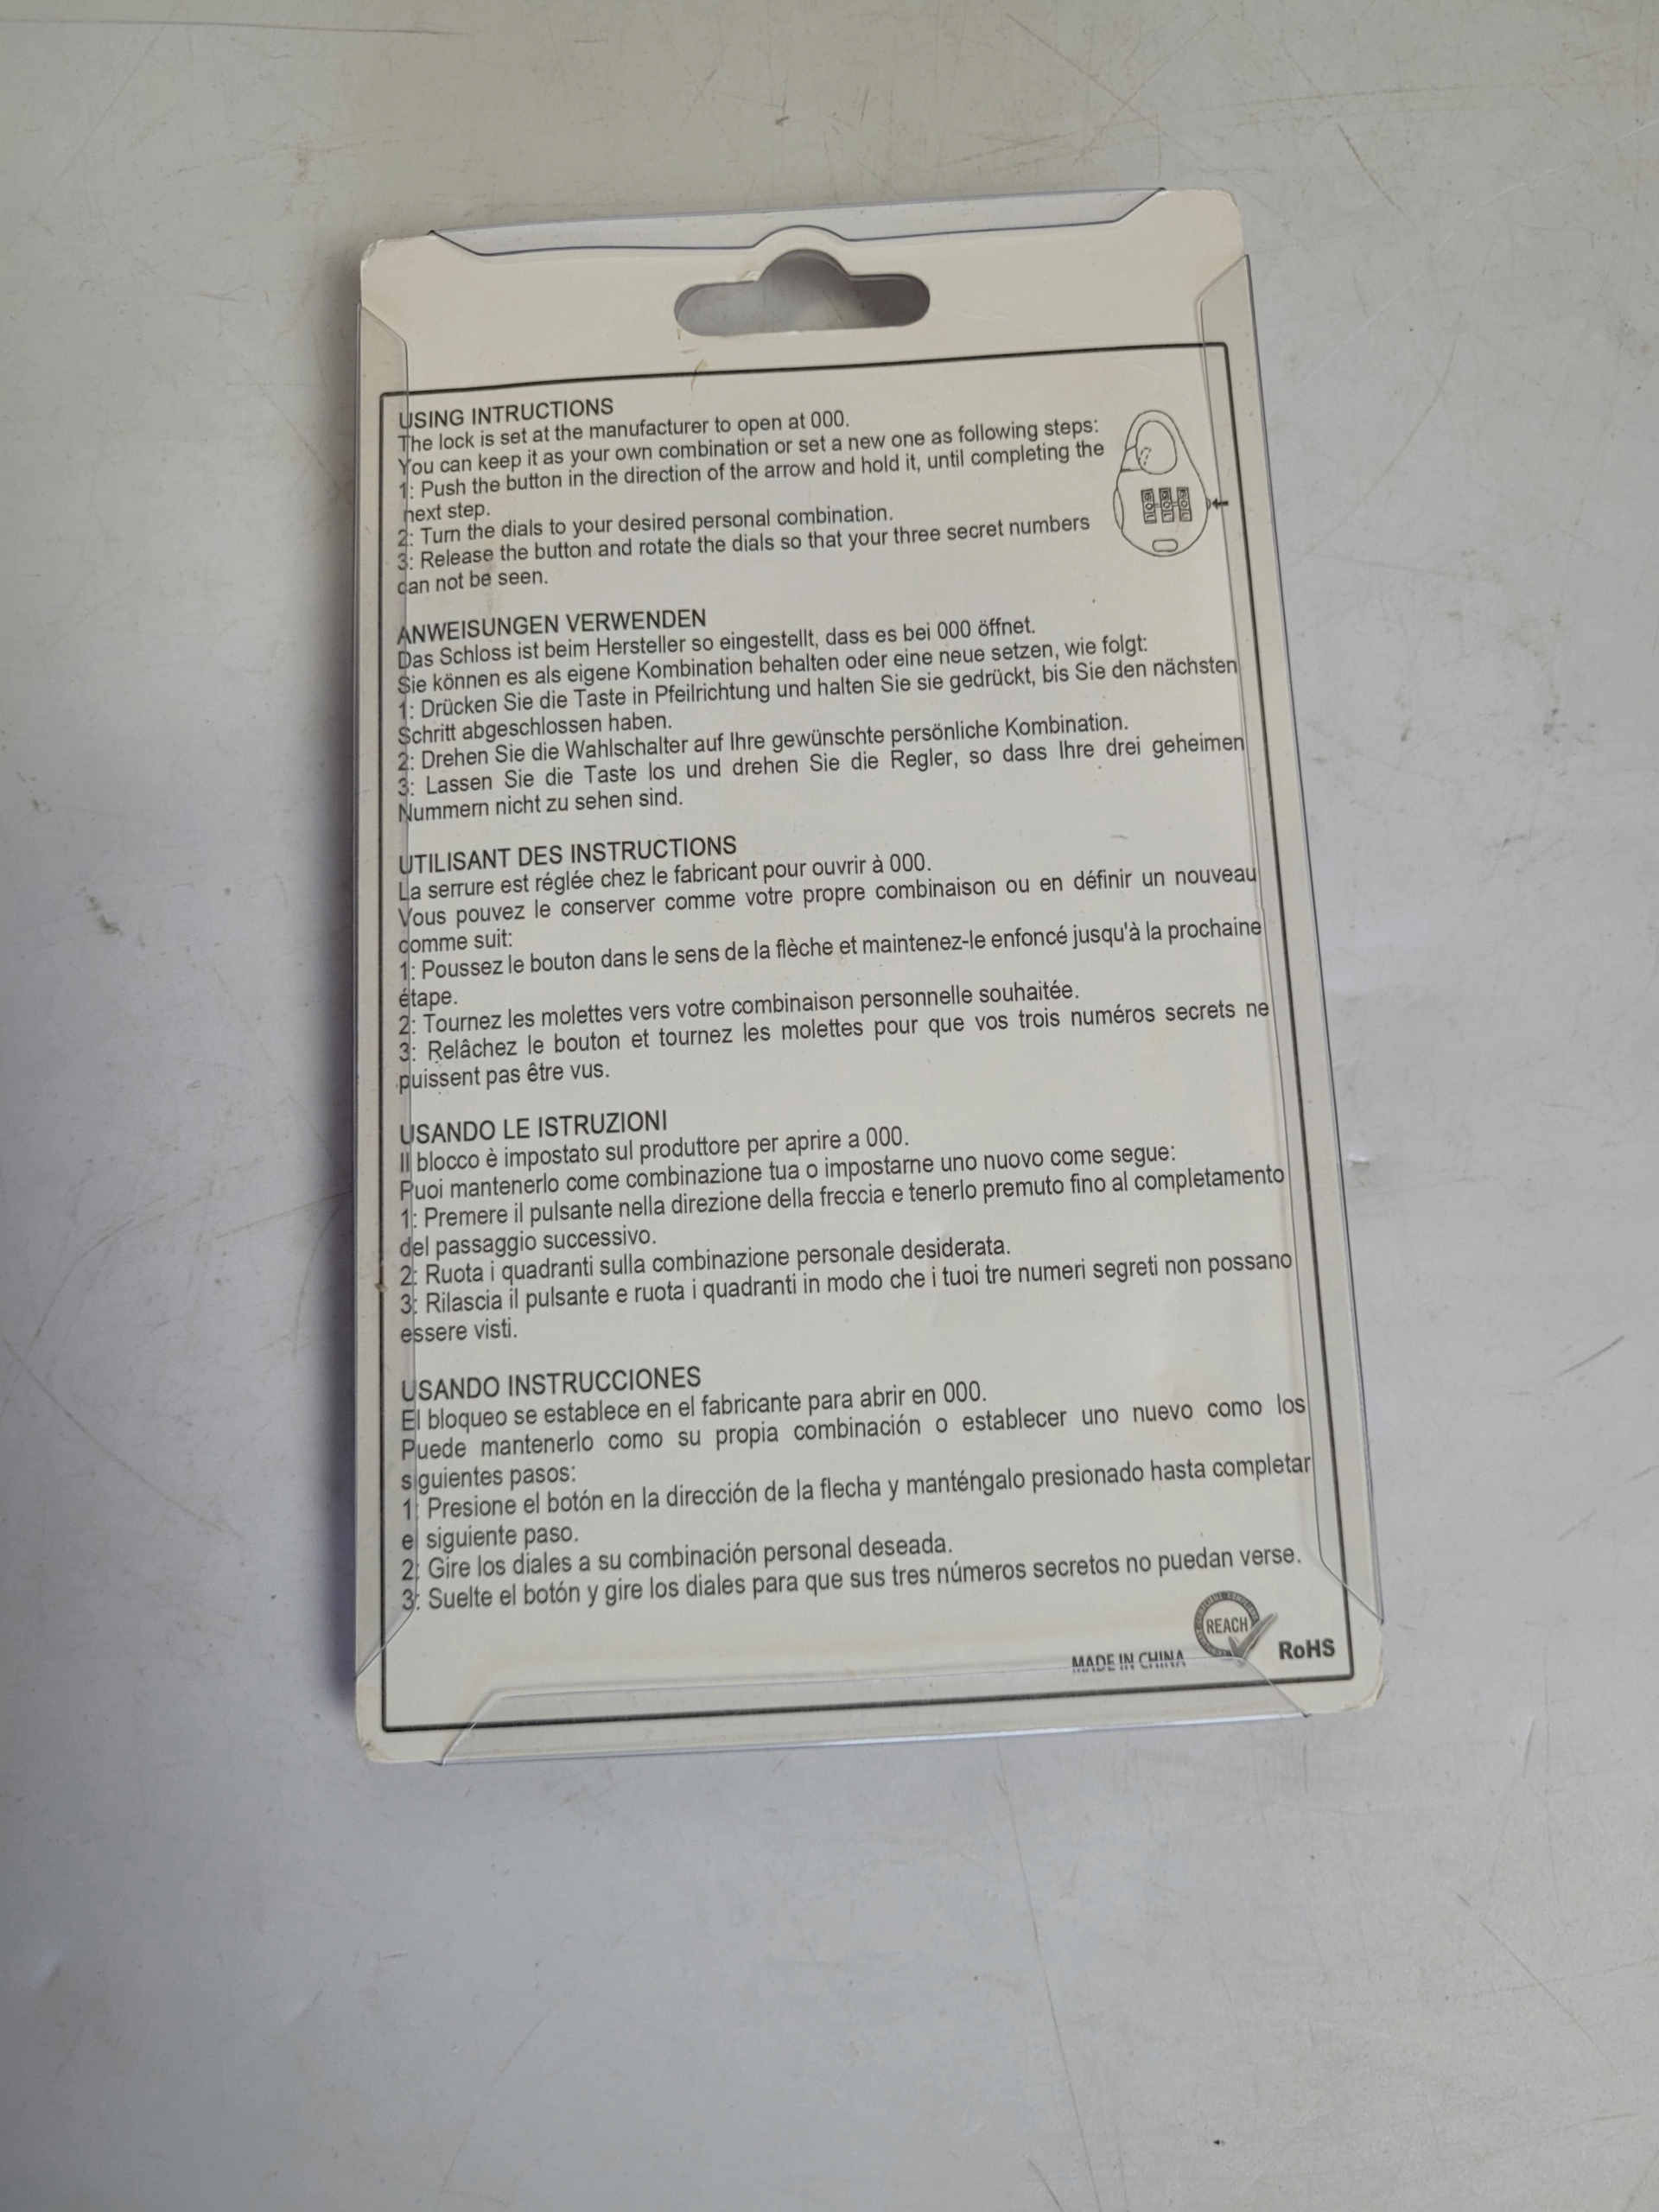 USING INTRUCTIONS
The lock is set at the manufacturer to open at 000.
You can keep it as your own combination or set a new one as following steps:
1: Push the button in the direction of the arrow and hold it, until completing the
next step.
2: Turn the dials to your desired personal combination.
3: Release the button and rotate the dials so that your three secret numbers
can not be seen.
ANWEISUNGEN VERWENDEN
Das Schloss ist beim Hersteller so eingestellt, dass es bei 000 öffnet.
Sie können es als eigene Kombination behalten oder eine neue setzen, wie folgt:
1: Drücken Sie die Taste in Pfeilrichtung und halten Sie sie gedrückt, bis Sie den nächsten
Schritt abgeschlossen haben.
2: Drehen Sie die Wahlschalter auf Ihre gewünschte persönliche Kombination.
3: Lassen Sie die Taste los und drehen Sie die Regler, so dass Ihre drei geheimen
Nummern nicht zu sehen sind.
UTILISANT DES INSTRUCTIONS
La serrure est réglée chez le fabricant pour ouvrir à 000.
Vous pouvez le conserver comme votre propre combinaison ou en définir un nouveau
comme suit:
1: Poussez le bouton dans le sens de la flèche et maintenez-le enfoncé jusqu'à la prochaine
étape.
2: Tournez les molettes vers votre combinaison personnelle souhaitée.
3: Relâchez le bouton et tournez les molettes pour que vos trois numéros secrets ne
puissent pas être vus.
USANDO LE ISTRUZIONI
Il blocco è impostato sul produttore per aprire a 000.
Puoi mantenerlo come combinazione tua o impostarne uno nuovo come segue:
1: Premere il pulsante nella direzione della freccia e tenerlo premuto fino al completamento
del passaggio successivo.
2: Ruota i quadranti sulla combinazione personale desiderata.
3: Rilascia il pulsante e ruota i quadranti in modo che i tuoi tre numeri segreti non possano
essere visti.
USANDO INSTRUCCIONES
El bloqueo se establece en el fabricante para abrir en 000.
Puede mantenerlo como su propia combinación o establecer uno nuevo como los
siguientes pasos:
1: Presione el botón en la dirección de la flecha y manténgalo presionado hasta completar
el siguiente paso.
2: Gire los diales a su combinación personal deseada.
3: Suelte el botón y gire los diales para que sus tres números secretos no puedan verse.
MADE IN CHINA
REACH
RoHS